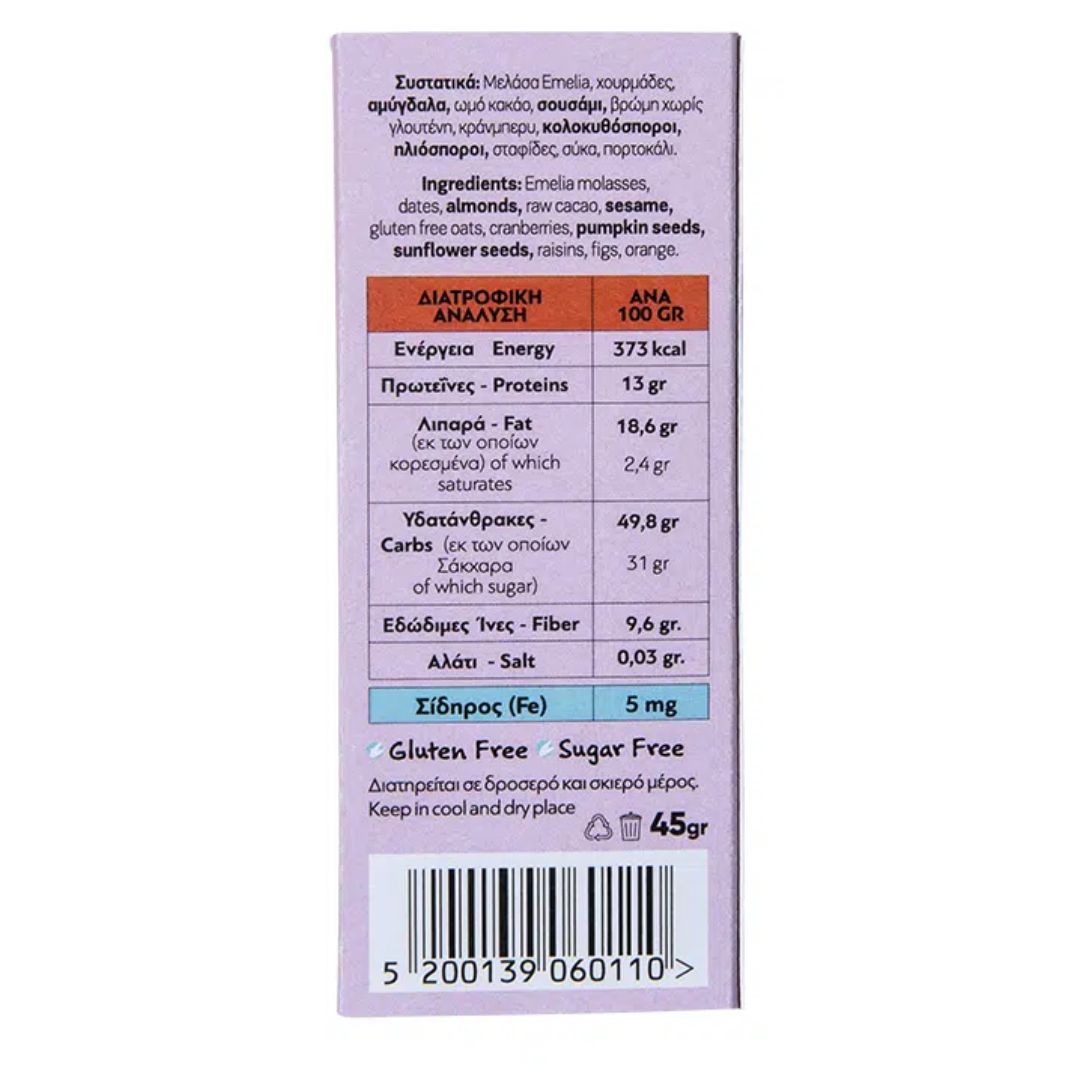 Συστατικά: Μελάσα Emelia, χουρμάδες,
αμύγδαλα, ωμό κακάο, σουσάμι, βρώμη χωρίς
γλουτένη, κράνμπερυ, κολοκυθόσποροι,
ηλιόσποροι, σταφίδες, σύκα, πορτοκάλι.
Ingredients: Emelia molasses,
dates, almonds, raw cacao, sesame,
gluten free oats, cranberries, pumpkin seeds,
sunflower seeds, raisins, figs, orange.
ΔΙΑΤΡΟΦΙΚΗ ΑΝΑΛΥΣΗ ΑΝΑ 100 GR
Ενέργεια Energy 373 kcal
Πρωτεΐνες - Proteins 13 gr
Λιπαρά - Fat 18,6 gr
(εκ των οποίων
κορεσμένα) of which 2,4 gr
saturates
Υδατάνθρακες - 49,8 gr
Carbs (εκ των οποίων
Σάκχαρα 31 gr
of which sugar)
Εδώδιμες Ίνες - Fiber 9,6 gr.
Αλάτι - Salt 0,03 gr.
Σίδηρος (Fe) 5 mg
Gluten Free Sugar Free
Διατηρείται σε δροσερό και σκιερό μέρος.
Keep in cool and dry place
45gr
5 200139 060110 >